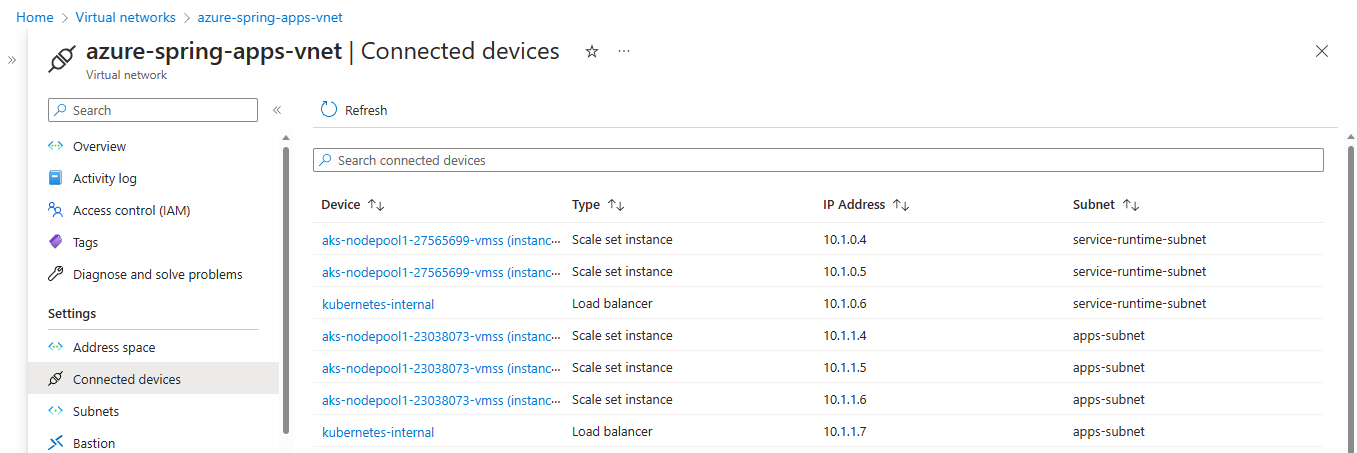 Home > Virtual networks > azure-spring-apps-vnet
azure-spring-apps-vnet | Connected devices
Virtual network
Search
Refresh
Overview
Activity log
Access control (IAM)
Tags
Diagnose and solve problems
Settings
Address space
Connected devices
Subnets
Bastion
Search connected devices
Device Type IP Address Subnet
aks-nodepool1-27565699-vmss (instanc... Scale set instance 10.1.0.4 service-runtime-subnet
aks-nodepool1-27565699-vmss (instanc... Scale set instance 10.1.0.5 service-runtime-subnet
kubernetes-internal Load balancer 10.1.0.6 service-runtime-subnet
aks-nodepool1-23038073-vmss (instanc... Scale set instance 10.1.1.4 apps-subnet
aks-nodepool1-23038073-vmss (instanc... Scale set instance 10.1.1.5 apps-subnet
aks-nodepool1-23038073-vmss (instanc... Scale set instance 10.1.1.6 apps-subnet
kubernetes-internal Load balancer 10.1.1.7 apps-subnet